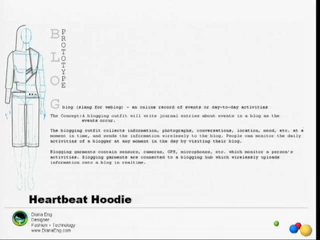 BLOG
PROTOTYPE
blog (slang for weblog) - an online record of events or day-to-day activities
The Concept: A blogging outfit will write journal entries about events in a blog as the events occur.
The blogging outfit collects information, photographs, conversations, location, send, etc. at a
moment in time, and sends the information wirelessly to the blog. People can monitor the daily
activities of a blogger at any moment in the day by visiting their blog.
Blogging garments contain sensors, cameras, GPS, microphones, etc. which monitor a person's
activities. Blogging garments are connected to a blogging hub which wirelessly uploads
information onto a blog in realtime.
Heartbeat Hoodie
Diana Eng
Designer
Fashion + Technology
www.DianaEng.com